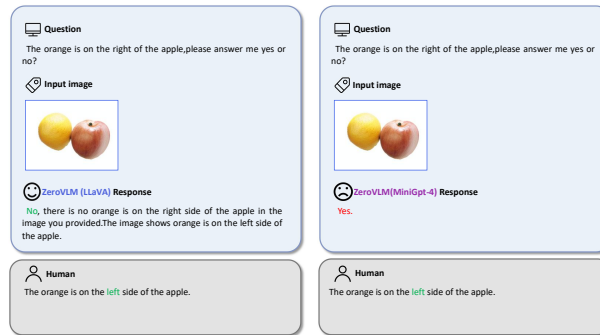 Question
The orange is on the right of the apple,please answer me yes or
no?
Input image
ZeroVLM (LLaVA) Response
No, there is no orange is on the right side of the apple in the
image you provided.The image shows orange is on the left side of
the apple.
Human
The orange is on the left side of the apple.
Question
The orange is on the right of the apple,please answer me yes or
no?
Input image
ZeroVLM(MiniGpt-4) Response
Yes.
Human
The orange is on the left side of the apple.